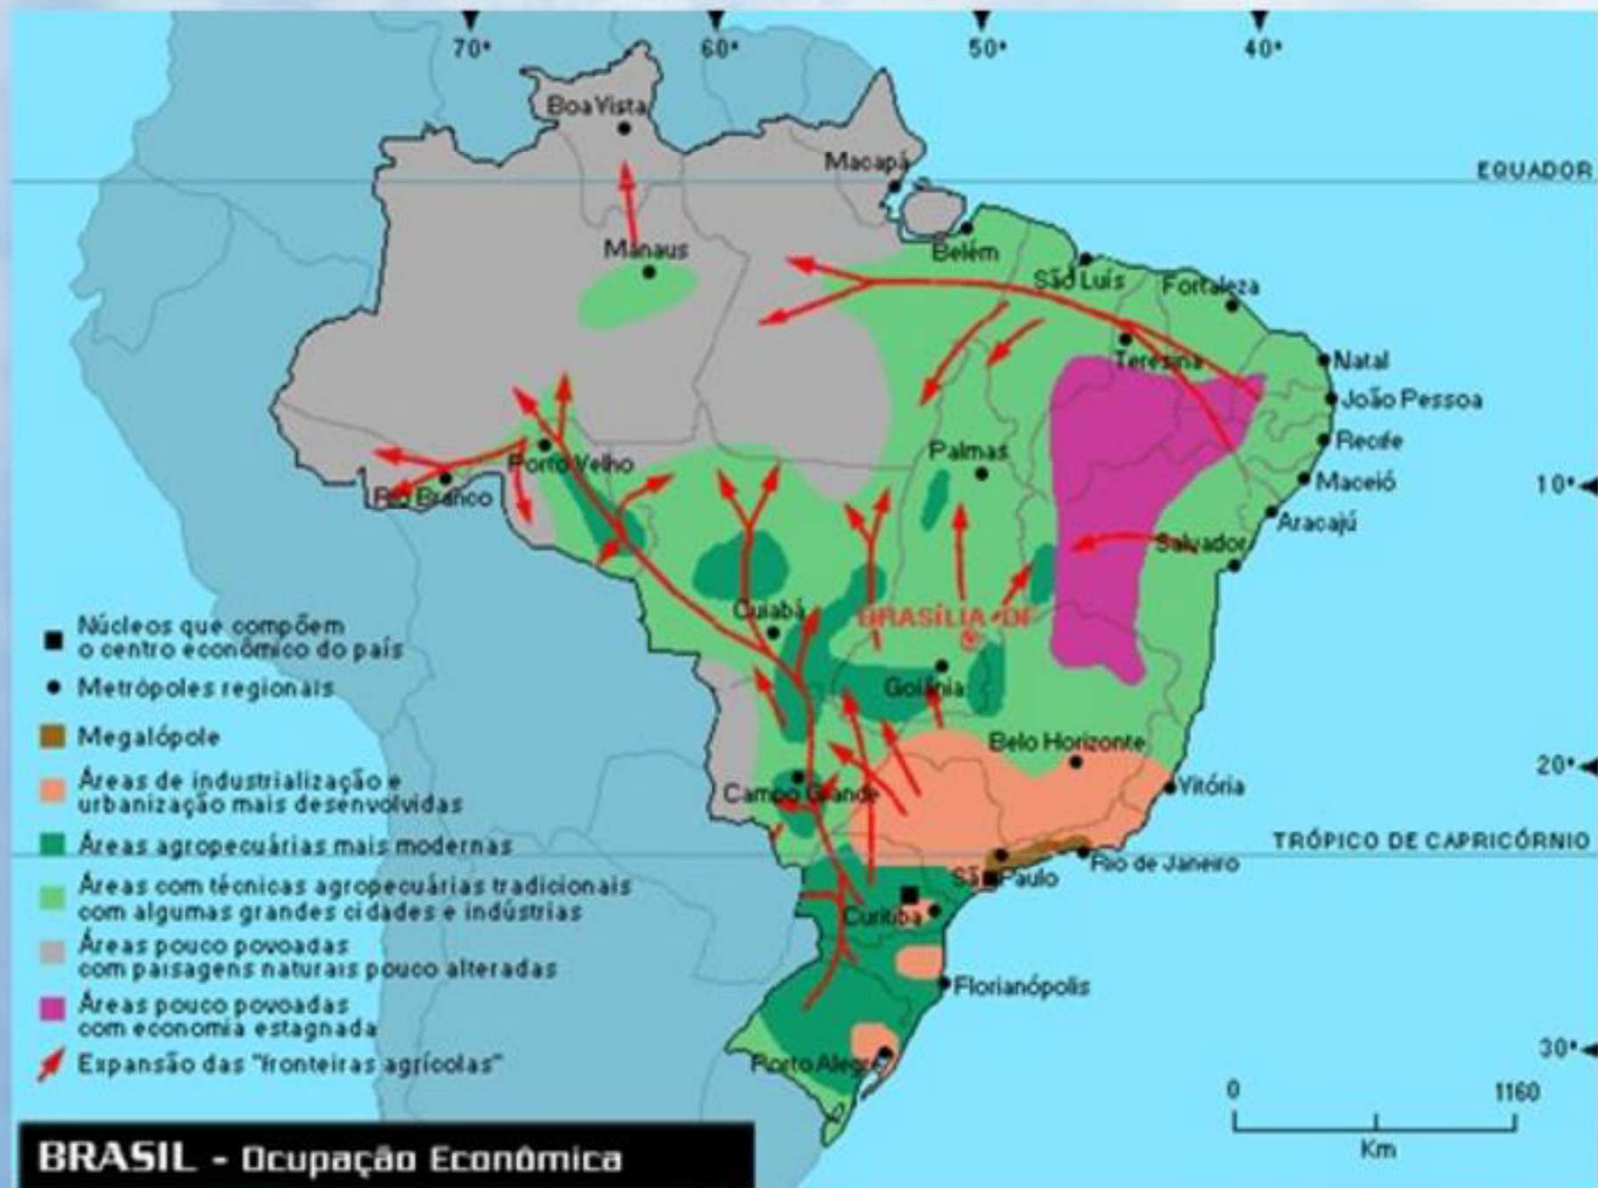 70°
60°
50°
40°
Boa Vista
Macapá
EQUADOR
Manaus
Belém
São Luís
Fortaleza
Teresina
Natal
João Pessoa
Recife
Palmas
Porto Velho
Rio Branco
Maceió
10°
Aracajú
Salvador
Cuiabá
BRASÍLIA-DF
Goiânia
Belo Horizonte
20°
Vitória
Campo Grande
TRÓPICO DE CAPRICÓRNIO
Rio de Janeiro
São Paulo
Curitiba
Florianópolis
30°
Porto Alegre
Núcleos que compõem
o centro econômico do país
Metrópoles regionais
Megalópole
Áreas de industrialização e
urbanização mais desenvolvidas
Áreas agropecuárias mais modernas
Áreas com técnicas agropecuárias tradicionais
com algumas grandes cidades e indústrias
Áreas pouco povoadas
com paisagens naturais pouco alteradas
Áreas pouco povoadas
com economia estagnada
Expansão das "fronteiras agrícolas"
0 1160
Km
BRASIL - Ocupação Econômica